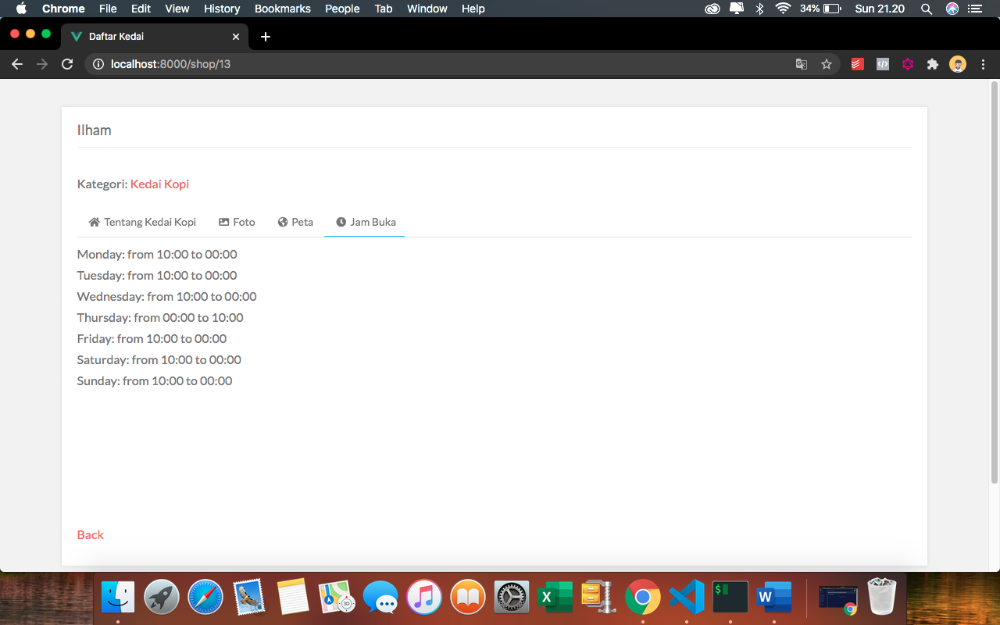 Chrome File Edit View History Bookmarks People Tab Window Help 34% Sun 21.20
Daftar Kedai
localhost:8000/shop/13
Ilham
Kategori: Kedai Kopi
Tentang Kedai Kopi Foto Peta Jam Buka
Monday: from 10:00 to 00:00
Tuesday: from 10:00 to 00:00
Wednesday: from 10:00 to 00:00
Thursday: from 00:00 to 10:00
Friday: from 10:00 to 00:00
Saturday: from 10:00 to 00:00
Sunday: from 10:00 to 00:00
Back